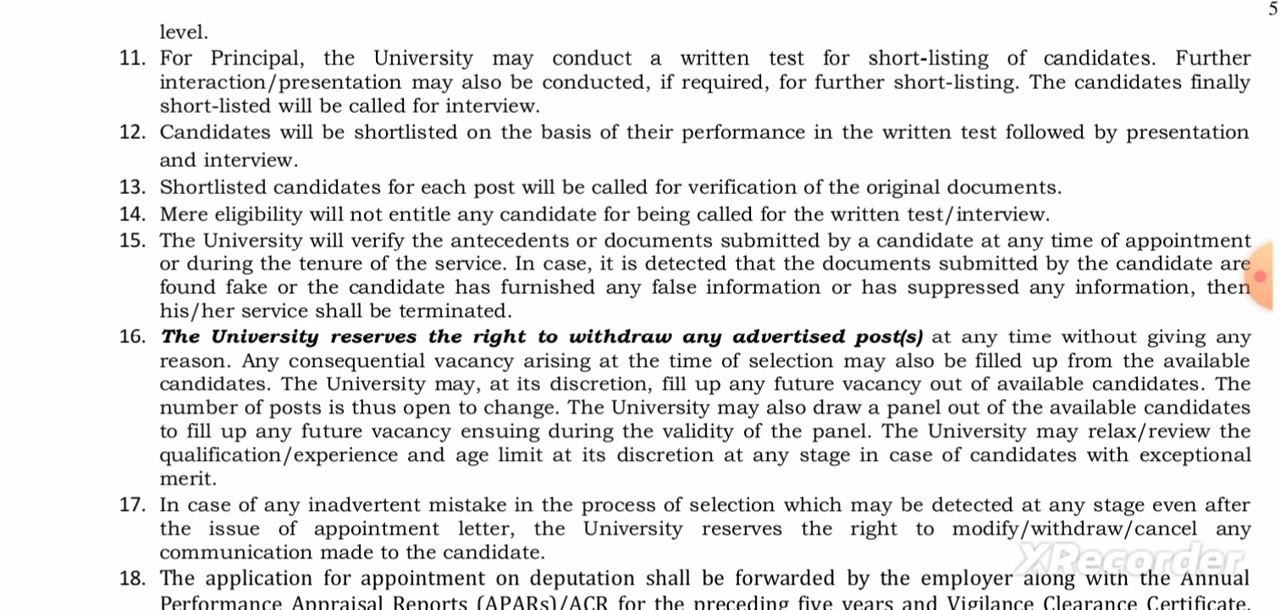 5
level.
11. For Principal, the University may conduct a written test for short-listing of candidates. Further
interaction/presentation may also be conducted, if required, for further short-listing. The candidates finally
short-listed will be called for interview.
12. Candidates will be shortlisted on the basis of their performance in the written test followed by presentation
and interview.
13. Shortlisted candidates for each post will be called for verification of the original documents.
14. Mere eligibility will not entitle any candidate for being called for the written test/interview.
15. The University will verify the antecedents or documents submitted by a candidate at any time of appointment
or during the tenure of the service. In case, it is detected that the documents submitted by the candidate are
found fake or the candidate has furnished any false information or has suppressed any information, then
his/her service shall be terminated.
16. The University reserves the right to withdraw any advertised post(s) at any time without giving any
reason. Any consequential vacancy arising at the time of selection may also be filled up from the available
candidates. The University may, at its discretion, fill up any future vacancy out of available candidates. The
number of posts is thus open to change. The University may also draw a panel out of the available candidates
to fill up any future vacancy ensuing during the validity of the panel. The University may relax/review the
qualification/experience and age limit at its discretion at any stage in case of candidates with exceptional
merit.
17. In case of any inadvertent mistake in the process of selection which may be detected at any stage even after
the issue of appointment letter, the University reserves the right to modify/withdraw/cancel any
communication made to the candidate.
XRecorder
18. The application for appointment on deputation shall be forwarded by the employer along with the Annual
Performance Appraisal Reports (APARs)/ACR for the preceding five years and Vigilance Clearance Certificate.